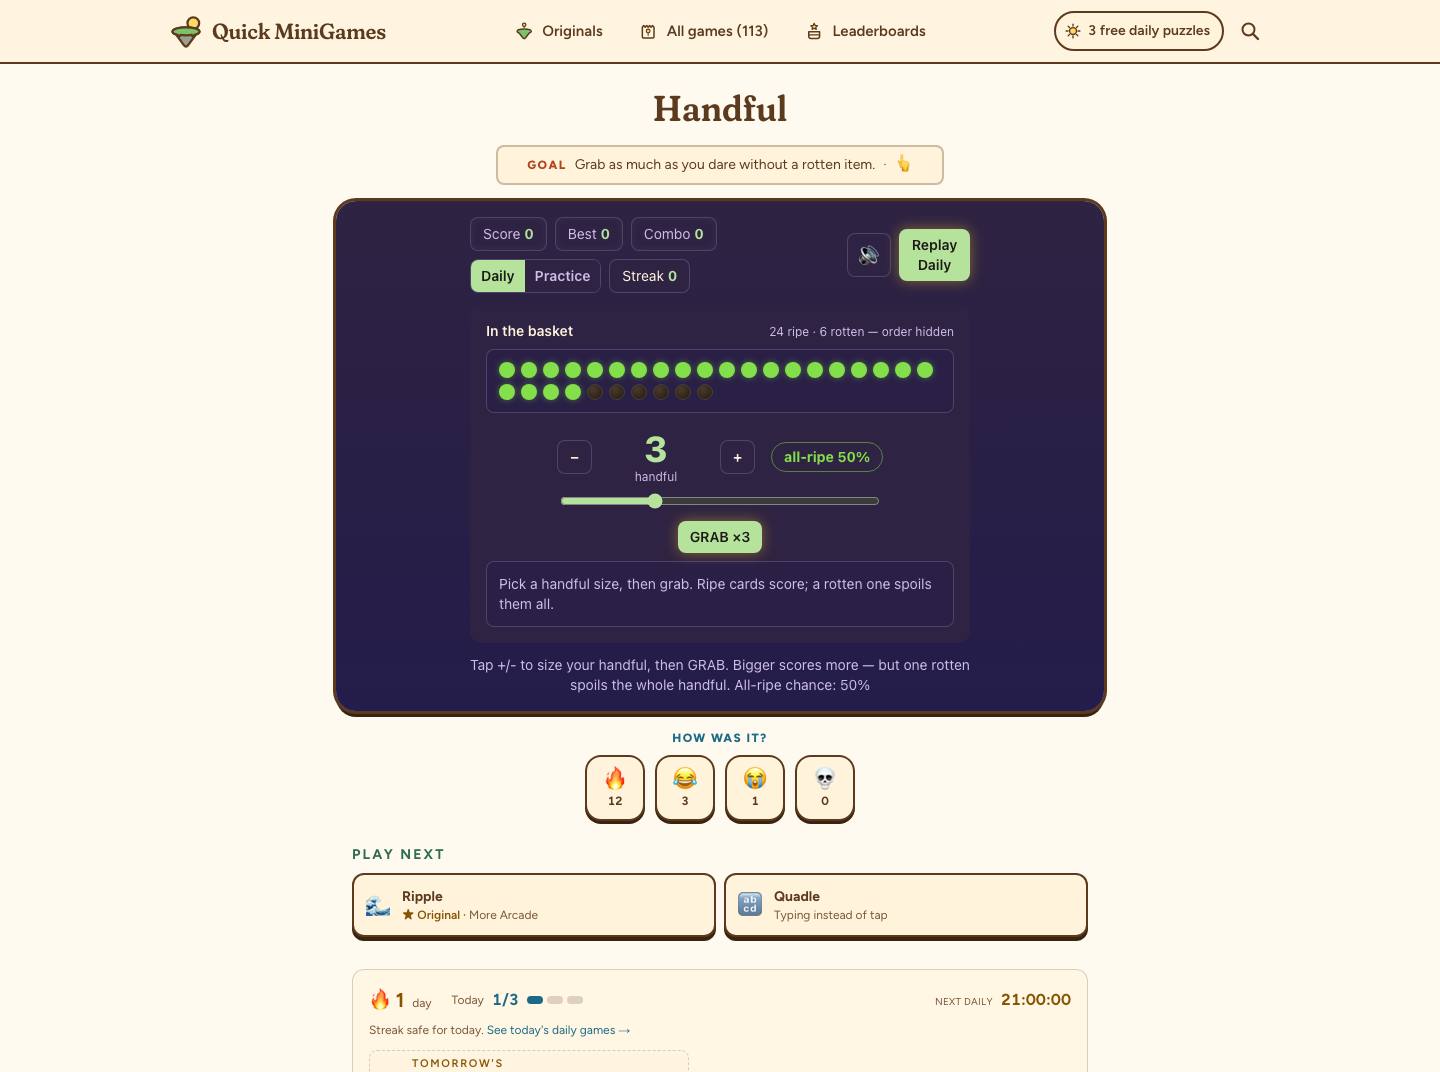 Quick MiniGames
Originals
All games (113)
Leaderboards
3 free daily puzzles
Handful
GOAL Grab as much as you dare without a rotten item. ·
Score 0
Best 0
Combo 0
Daily
Practice
Streak 0
Replay
Daily
In the basket
24 ripe · 6 rotten — order hidden
−
3
handful
+
all-ripe 50%
GRAB ×3
Pick a handful size, then grab. Ripe cards score; a rotten one spoils
them all.
Tap +/- to size your handful, then GRAB. Bigger scores more — but one rotten
spoils the whole handful. All-ripe chance: 50%
HOW WAS IT?
12
3
1
0
PLAY NEXT
Ripple
Original · More Arcade
abcd
Quadle
Typing instead of tap
1 day
Today 1/3
NEXT DAILY 21:00:00
Streak safe for today. See today's daily games →
TOMORROW'S